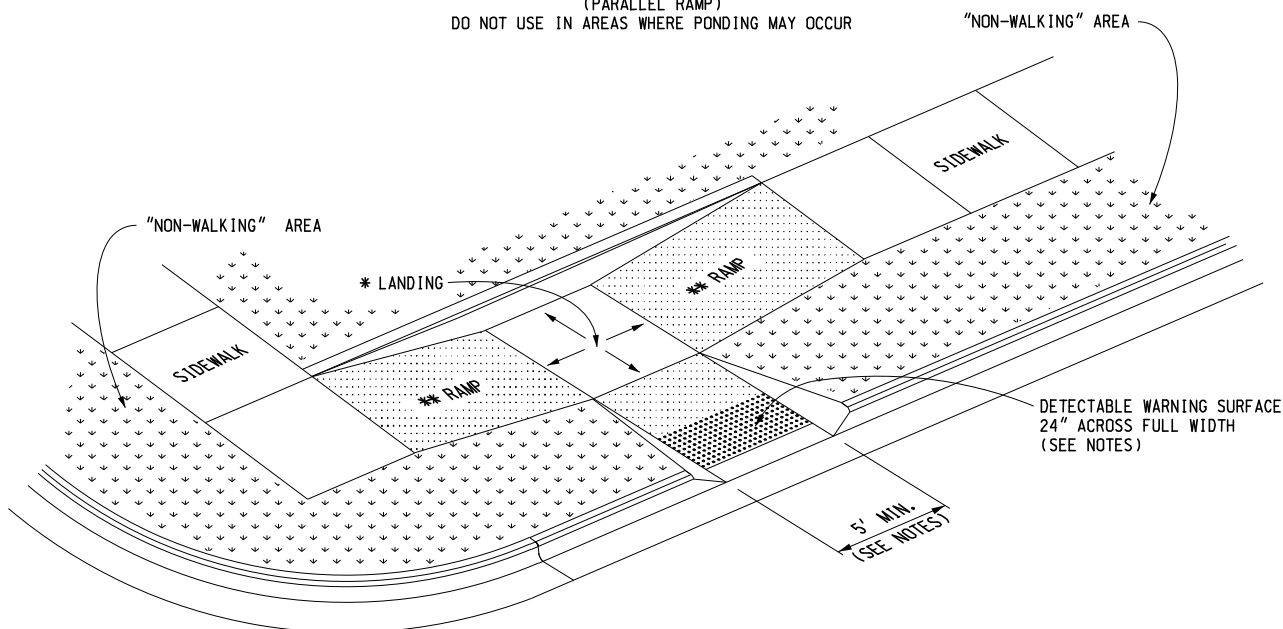 (PARALLEL RAMP)
DO NOT USE IN AREAS WHERE PONDING MAY OCCUR
"NON-WALKING" AREA
SIDEWALK
"NON-WALKING" AREA
* LANDING
** RAMP
SIDEWALK
** RAMP
DETECTABLE WARNING SURFACE
24" ACROSS FULL WIDTH
(SEE NOTES)
5' MIN.
(SEE NOTES)